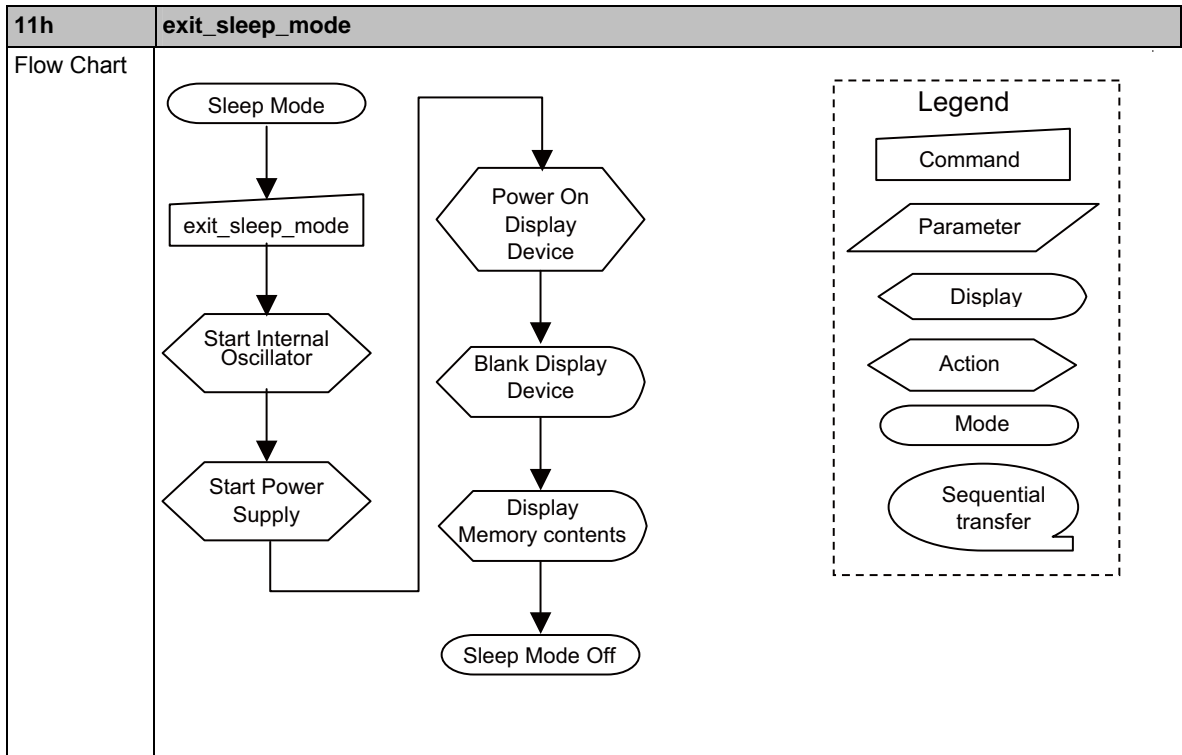 11h
exit_sleep_mode
Flow Chart
Sleep Mode
exit_sleep_mode
Start Internal
Oscillator
Start Power
Supply
Power On
Display
Device
Blank Display
Device
Display
Memory contents
Sleep Mode Off
Legend
Command
Parameter
Display
Action
Mode
Sequential
transfer